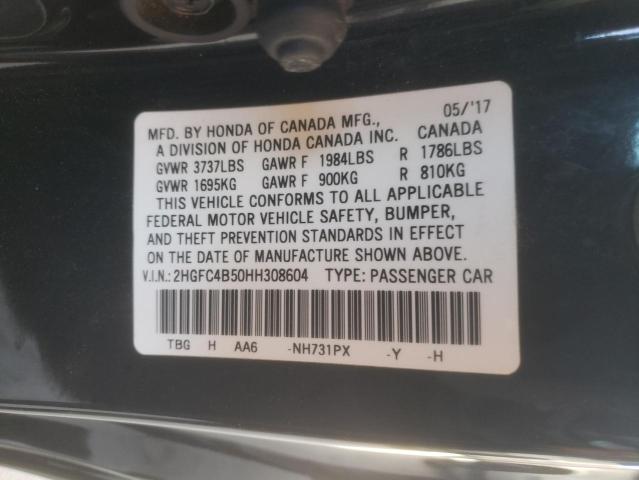 MFD. BY HONDA OF CANADA MFG., 05/'17
A DIVISION OF HONDA CANADA INC. CANADA
GVWR 3737LBS GAWR F 1984LBS R 1786LBS
GVWR 1695KG GAWR F 900KG R 810KG
THIS VEHICLE CONFORMS TO ALL APPLICABLE
FEDERAL MOTOR VEHICLE SAFETY, BUMPER,
AND THEFT PREVENTION STANDARDS IN EFFECT
ON THE DATE OF MANUFACTURE SHOWN ABOVE.
V.I.N.: 2HGFC4B50HH308604 TYPE: PASSENGER CAR
TBG H AA6 -NH731PX -Y -H